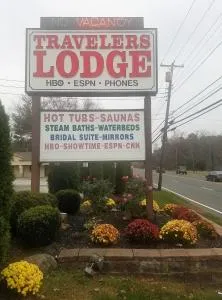 NO VACANCY
TRAVELERS
LODGE
HBO • ESPN • PHONES
HOT TUBS-SAUNAS
STEAM BATHS-WATERBEDS
BRIDAL SUITE-MIRRORS
HBO-SHOWTIME-ESPN-CNN